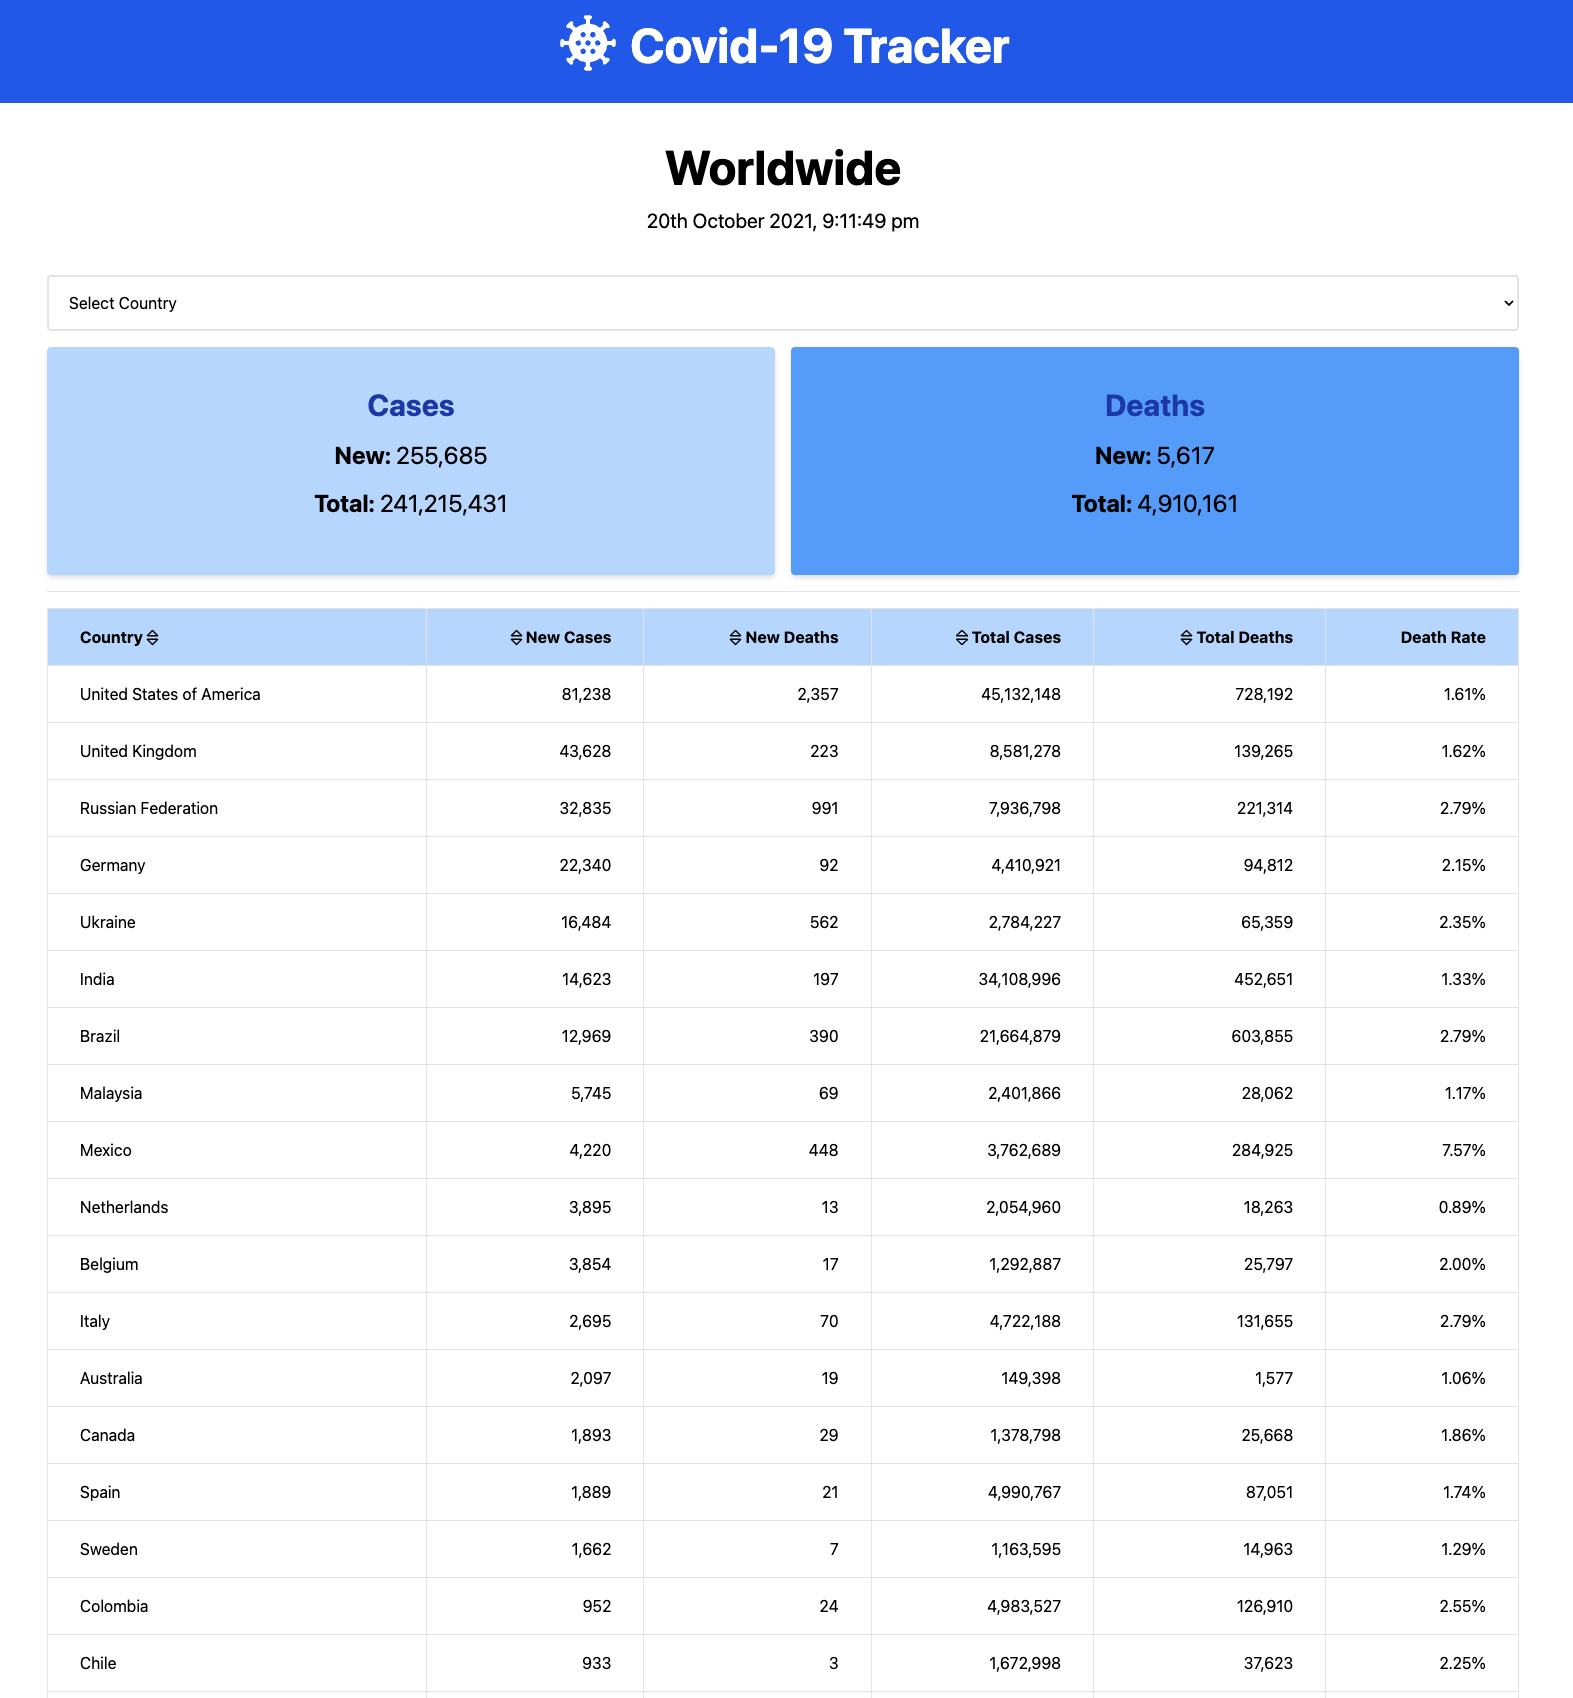 Covid-19 Tracker
Worldwide
20th October 2021, 9:11:49 pm
Select Country
Cases
New: 255,685
Total: 241,215,431
Deaths
New: 5,617
Total: 4,910,161
Country New Cases New Deaths Total Cases Total Deaths Death Rate
United States of America 81,238 2,357 45,132,148 728,192 1.61%
United Kingdom 43,628 223 8,581,278 139,265 1.62%
Russian Federation 32,835 991 7,936,798 221,314 2.79%
Germany 22,340 92 4,410,921 94,812 2.15%
Ukraine 16,484 562 2,784,227 65,359 2.35%
India 14,623 197 34,108,996 452,651 1.33%
Brazil 12,969 390 21,664,879 603,855 2.79%
Malaysia 5,745 69 2,401,866 28,062 1.17%
Mexico 4,220 448 3,762,689 284,925 7.57%
Netherlands 3,895 13 2,054,960 18,263 0.89%
Belgium 3,854 17 1,292,887 25,797 2.00%
Italy 2,695 70 4,722,188 131,655 2.79%
Australia 2,097 19 149,398 1,577 1.06%
Canada 1,893 29 1,378,798 25,668 1.86%
Spain 1,889 21 4,990,767 87,051 1.74%
Sweden 1,662 7 1,163,595 14,963 1.29%
Colombia 952 24 4,983,527 126,910 2.55%
Chile 933 3 1,672,998 37,623 2.25%